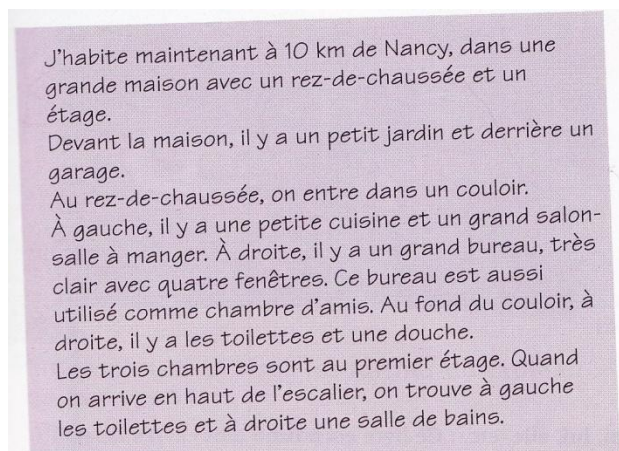 J'habite maintenant à 10 km de Nancy, dans une
grande maison avec un rez-de-chaussée et un
étage.
Devant la maison, il y a un petit jardin et derrière un
garage.
Au rez-de-chaussée, on entre dans un couloir.
À gauche, il y a une petite cuisine et un grand salon-
salle à manger. À droite, il y a un grand bureau, très
clair avec quatre fenêtres. Ce bureau est aussi
utilisé comme chambre d'amis. Au fond du couloir, à
droite, il y a les toilettes et une douche.
Les trois chambres sont au premier étage. Quand
on arrive en haut de l'escalier, on trouve à gauche
les toilettes et à droite une salle de bains.